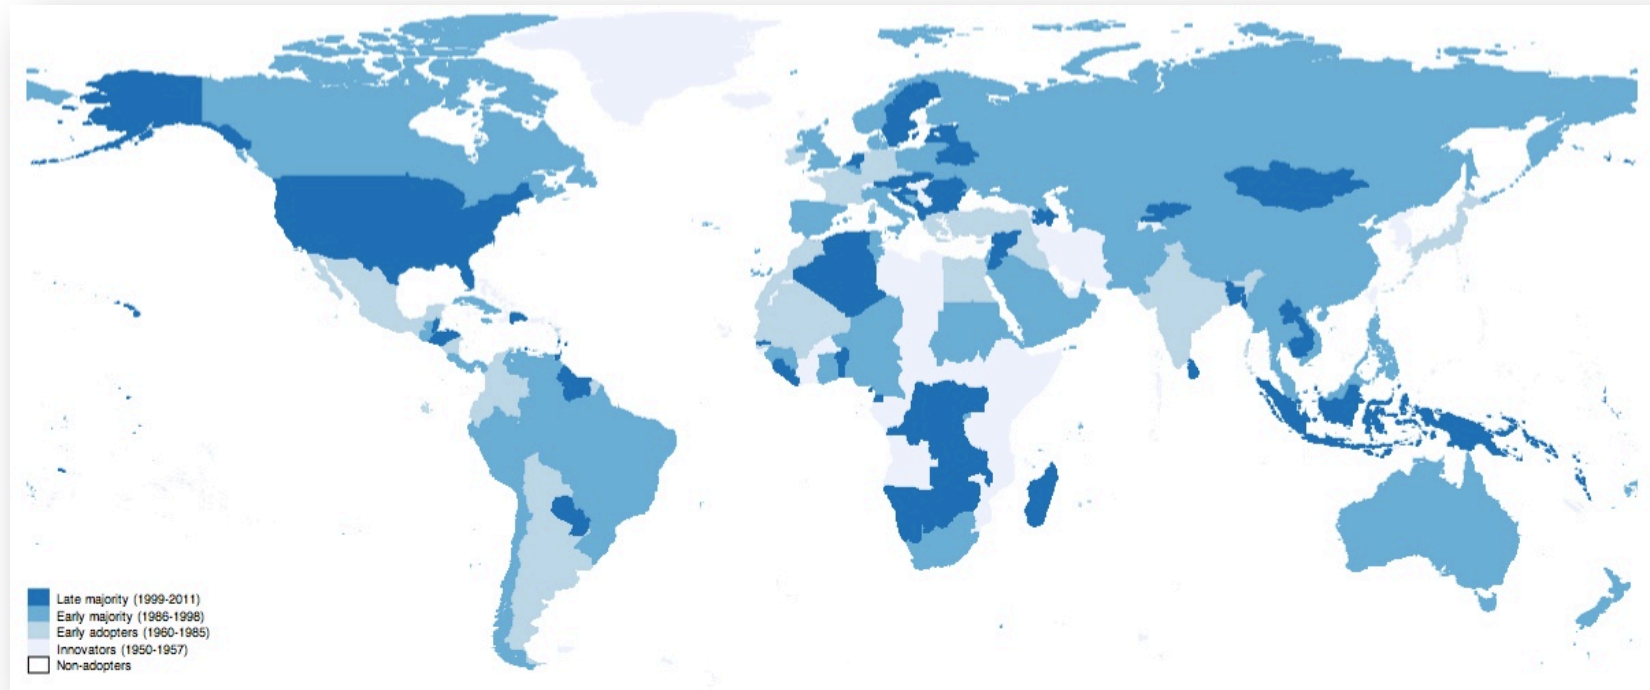 Late majority (1999-2011)
Early majority (1986-1998)
Early adopters (1960-1985)
Innovators (1950-1957)
Non-adopters